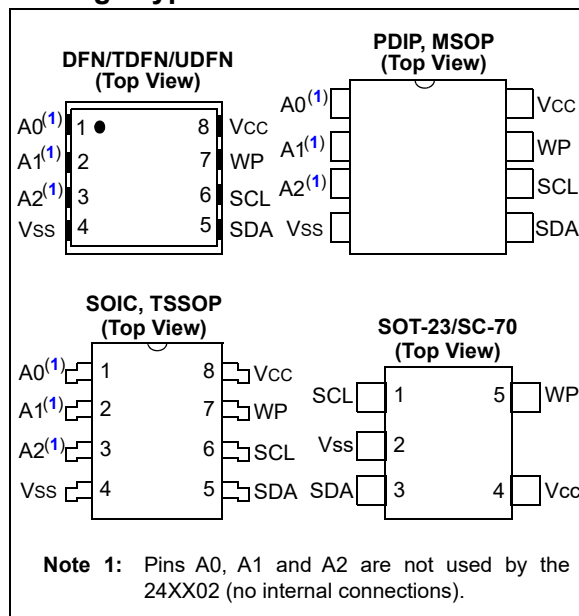 DFN/TDFN/UDFN
(Top View)
A0(1) 1 8 VCC
A1(1) 2 7 WP
A2(1) 3 6 SCL
VSS 4 5 SDA
PDIP, MSOP
(Top View)
A0(1) VCC
A1(1) WP
A2(1) SCL
VSS SDA
SOIC, TSSOP
(Top View)
A0(1) 1 8 VCC
A1(1) 2 7 WP
A2(1) 3 6 SCL
VSS 4 5 SDA
SOT-23/SC-70
(Top View)
SCL 1 5 WP
Vss 2
SDA 3 4 Vcc
Note 1: Pins A0, A1 and A2 are not used by the
24XX02 (no internal connections).